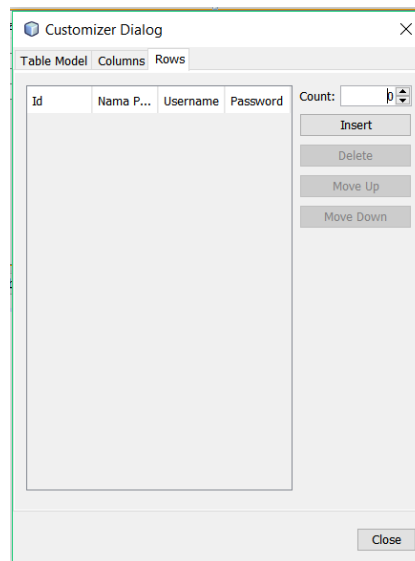 Customizer Dialog
Table Model Columns Rows
Id Nama P... Username Password
Count: 0
Insert
Delete
Move Up
Move Down
Close